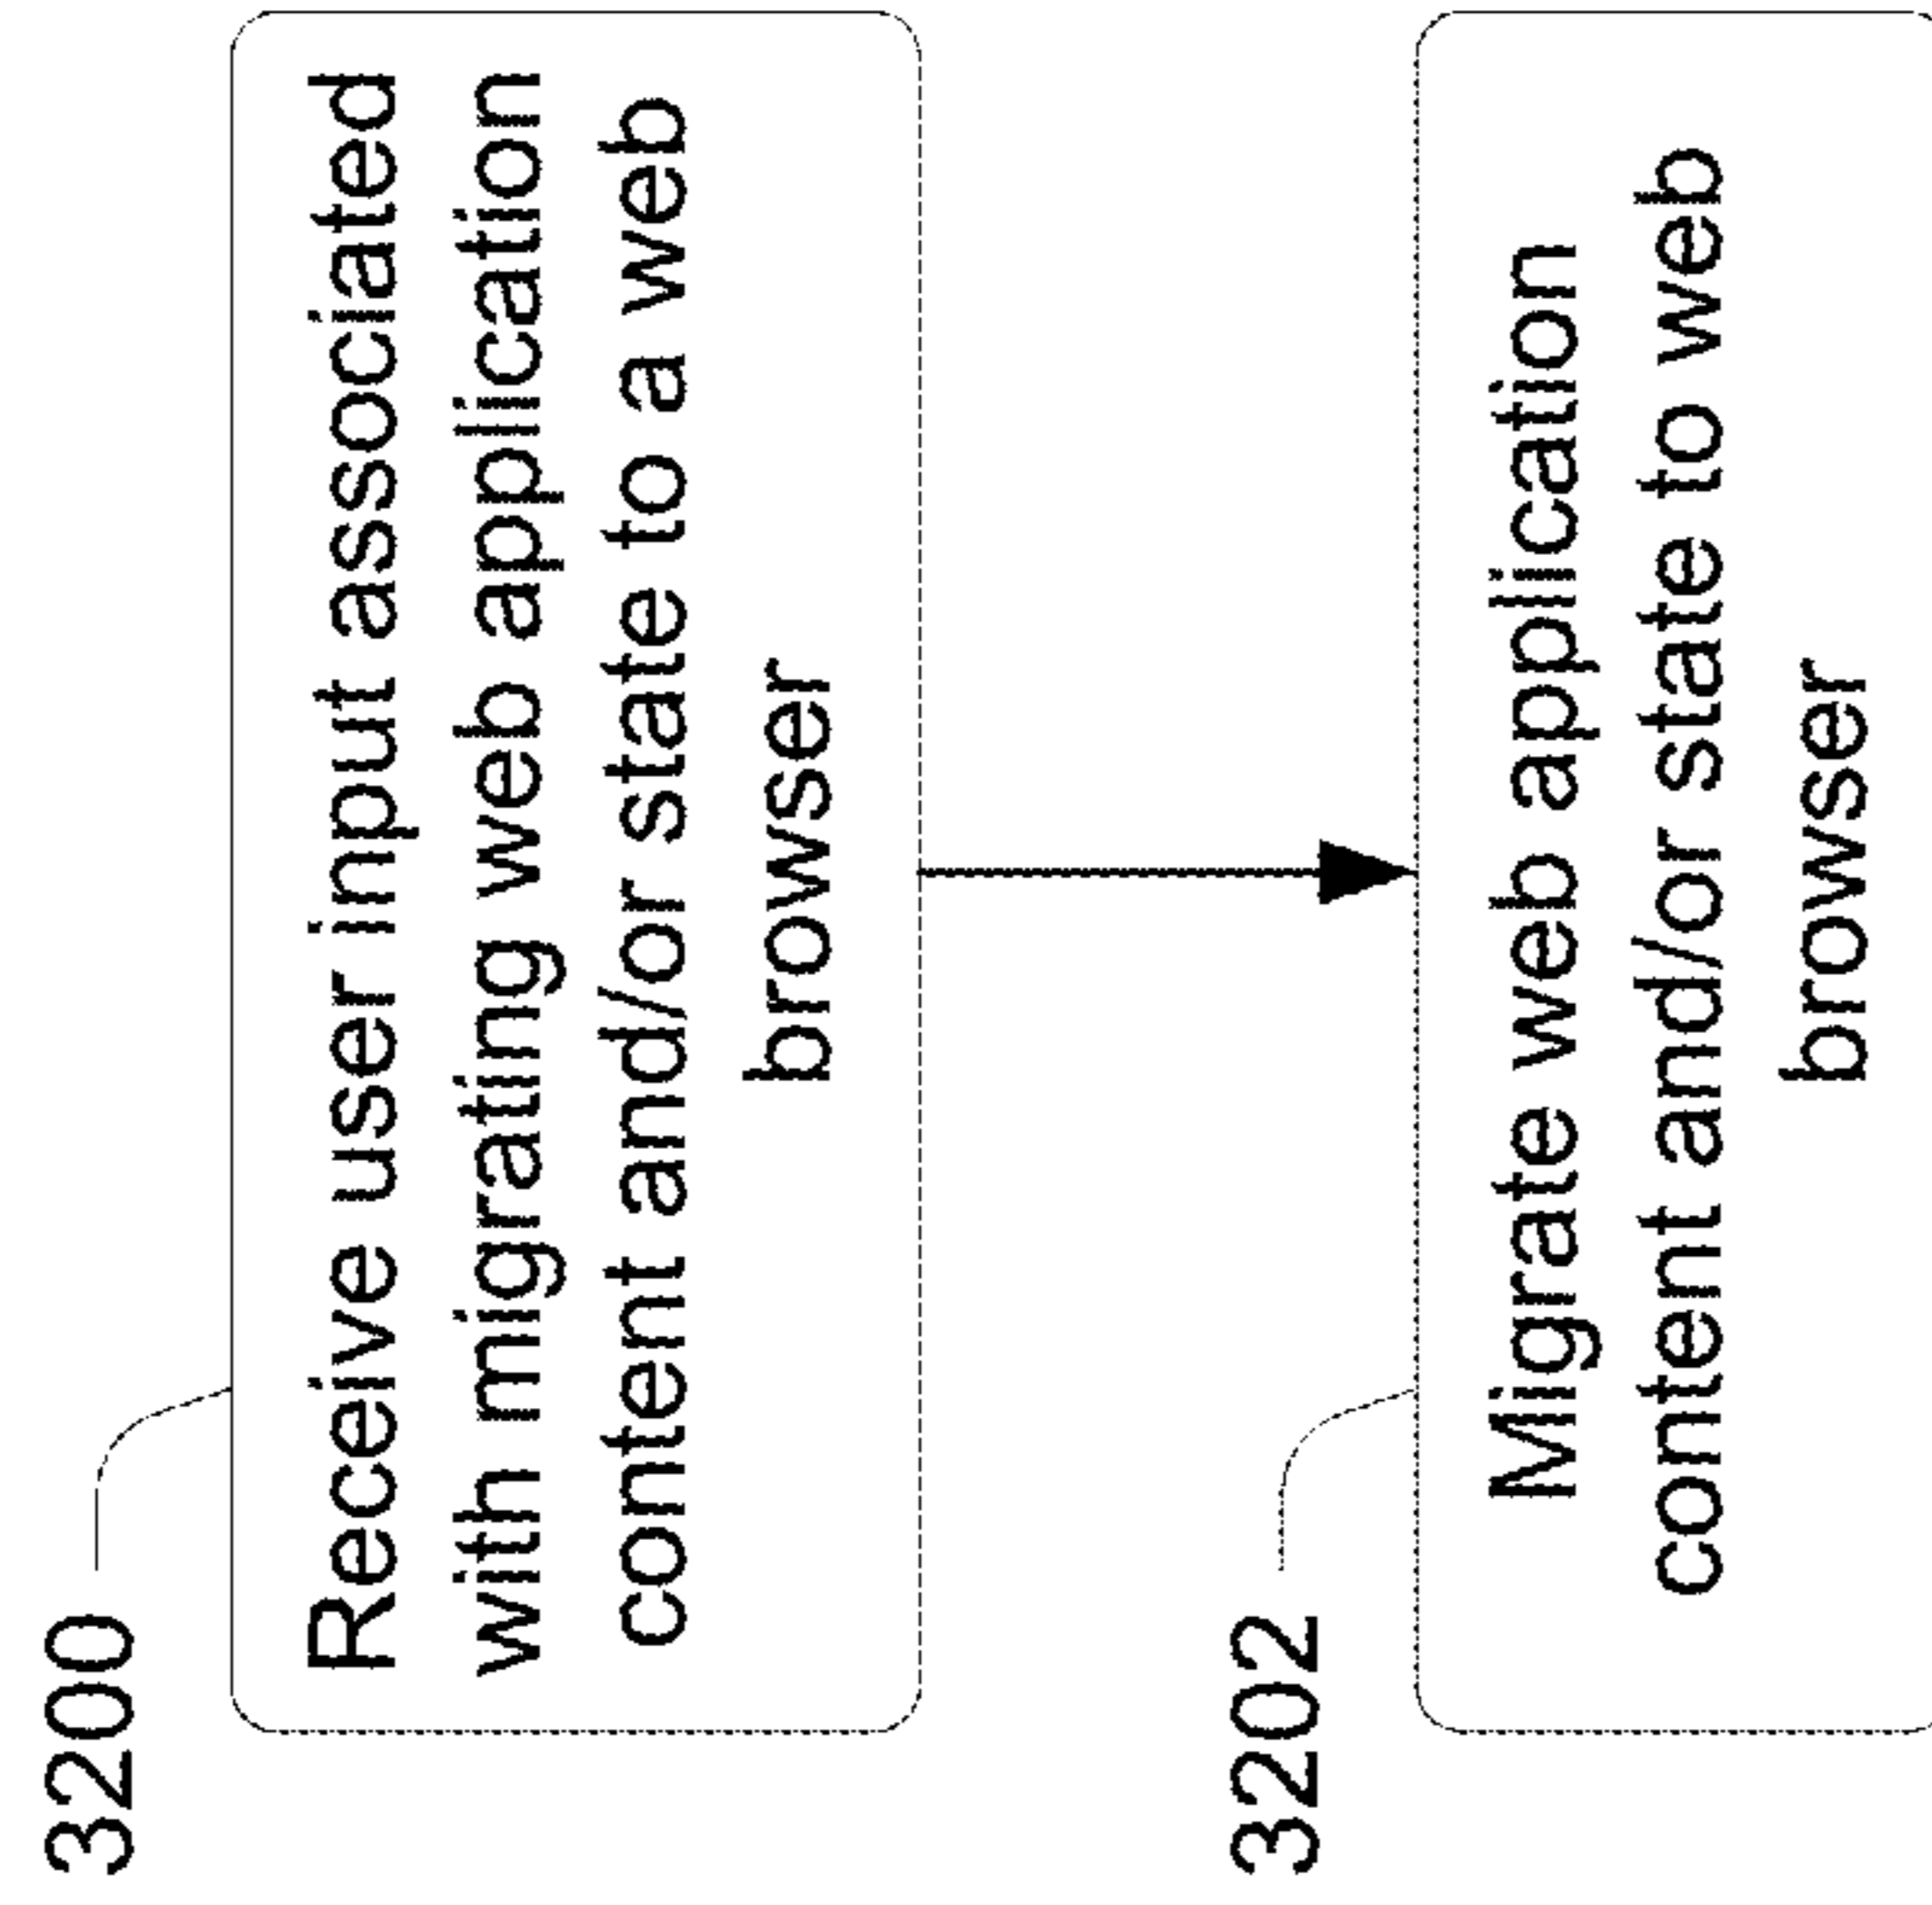 3200
Receive user input associated
with migrating web application
content and/or state to a web
browser
3202
Migrate web application
content and/or state to web
browser